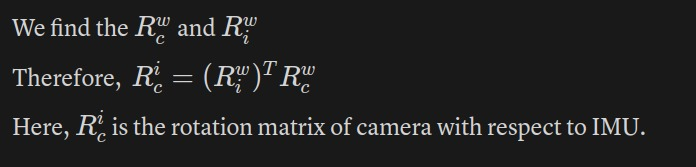 We find the $R_c^w$ and $R_i^w$
Therefore, $R_c^i = (R_i^w)^T R_c^w$
Here, $R_c^i$ is the rotation matrix of camera with respect to IMU.